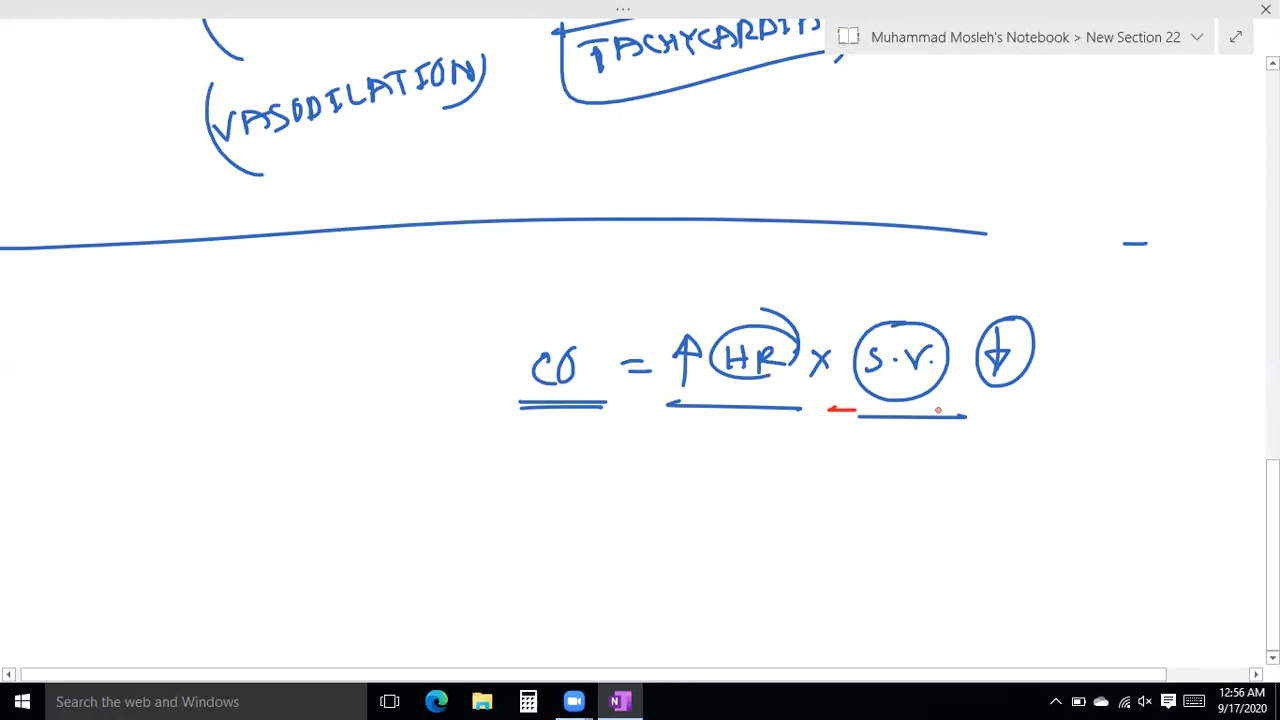 Muhammad Mosleh's Notebook > New Section 22
TACHYCARDIA
VASODILATION
CO = ↑ HR x S.V. ↓
Search the web and Windows
12:56 AM
9/17/2020